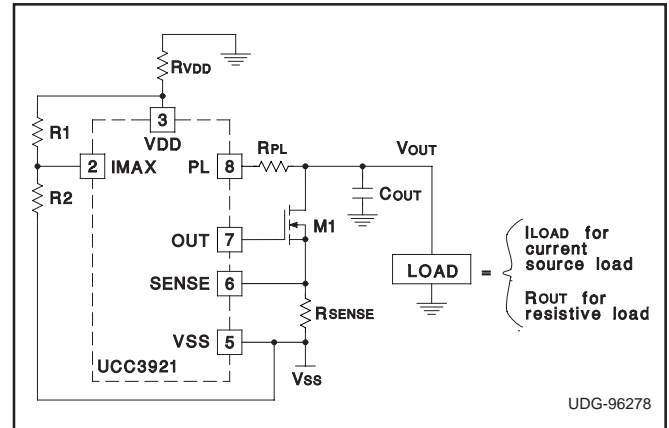 RVDD
R1
3
VDD
2
IMAX
PL
8
RPL
VOUT
R2
COUT
M1
OUT
7
SENSE
6
RSENSE
VSS
5
UCC3921
VSS
LOAD
=
ILOAD for
current
source load
ROUT for
resistive load
UDG-96278